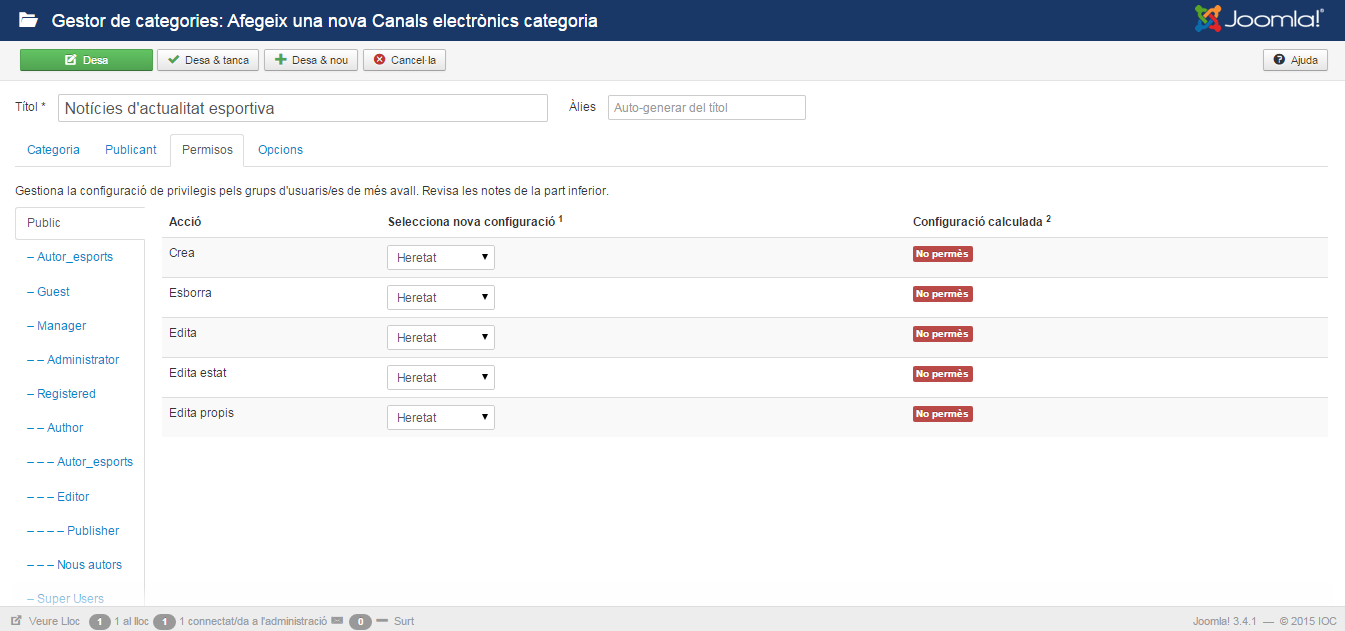 Gestor de categories: Afegeix una nova Canals electrònics categoria
Joomla!®
Desa
Desa & tanca
Desa & nou
Cancel·la
Ajuda
Títol *
Notícies d'actualitat esportiva
Àlies
Auto-generar del títol
Categoria
Publicant
Permisos
Opcions
Gestiona la configuració de privilegis pels grups d'usuaris/es de més avall. Revisa les notes de la part inferior.
Public
– Autor_esports
– Guest
– Manager
– – Administrator
– Registered
– – Author
– – – Autor_esports
– – – Editor
– – – – Publisher
– – – Nous autors
– Super Users
Acció Selecciona nova configuració 1 Configuració calculada 2
Crea Heretat No permès
Esborra Heretat No permès
Edita Heretat No permès
Edita estat Heretat No permès
Edita propis Heretat No permès
Veure Lloc 1 1 al lloc 1 1 connectat/da a l'administració 0 Surt
Joomla! 3.4.1 — © 2015 IOC